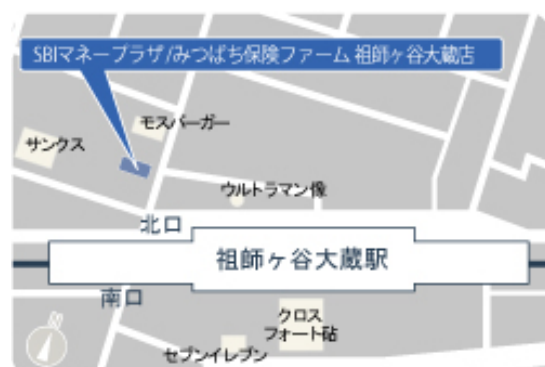 SBIマネープラザ/みつばち保険ファーム 祖師ヶ谷大蔵店
モスバーガー
サンクス
ウルトラマン像
北口
祖師ヶ谷大蔵駅
南口
クロス
フォート砧
セブンイレブン